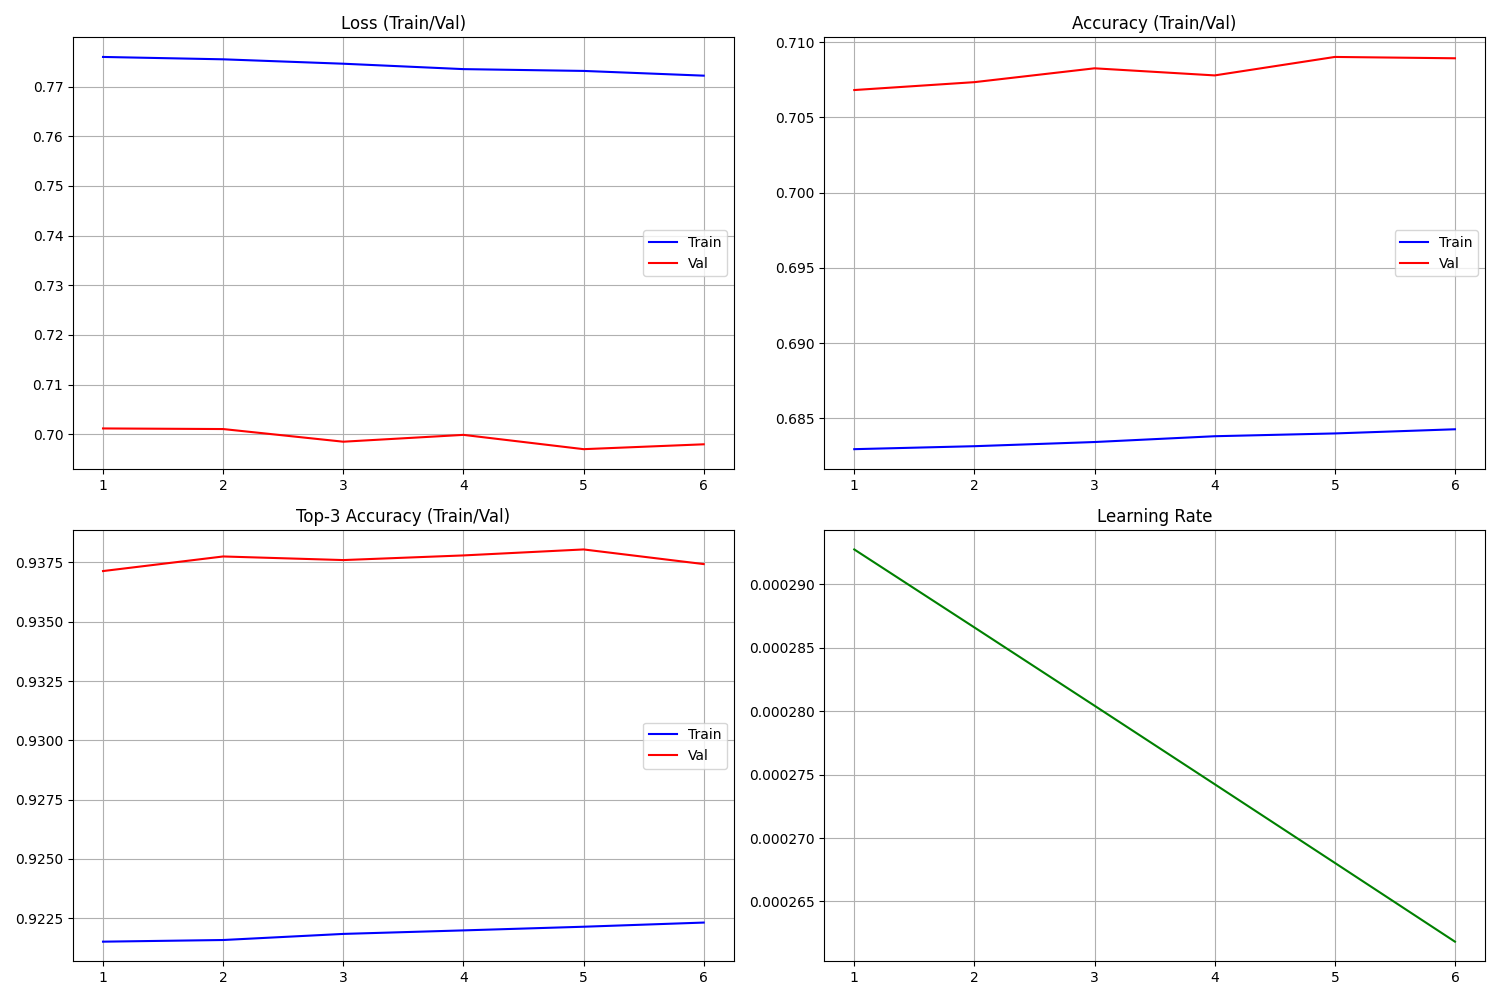 Loss (Train/Val)
0.77
0.76
0.75
0.74
0.73
0.72
0.71
0.70
1 2 3 4 5 6
Train
Val
Accuracy (Train/Val)
0.710
0.705
0.700
0.695
0.690
0.685
1 2 3 4 5 6
Train
Val
Top-3 Accuracy (Train/Val)
0.9375
0.9350
0.9325
0.9300
0.9275
0.9250
0.9225
1 2 3 4 5 6
Train
Val
Learning Rate
0.000290
0.000285
0.000280
0.000275
0.000270
0.000265
1 2 3 4 5 6